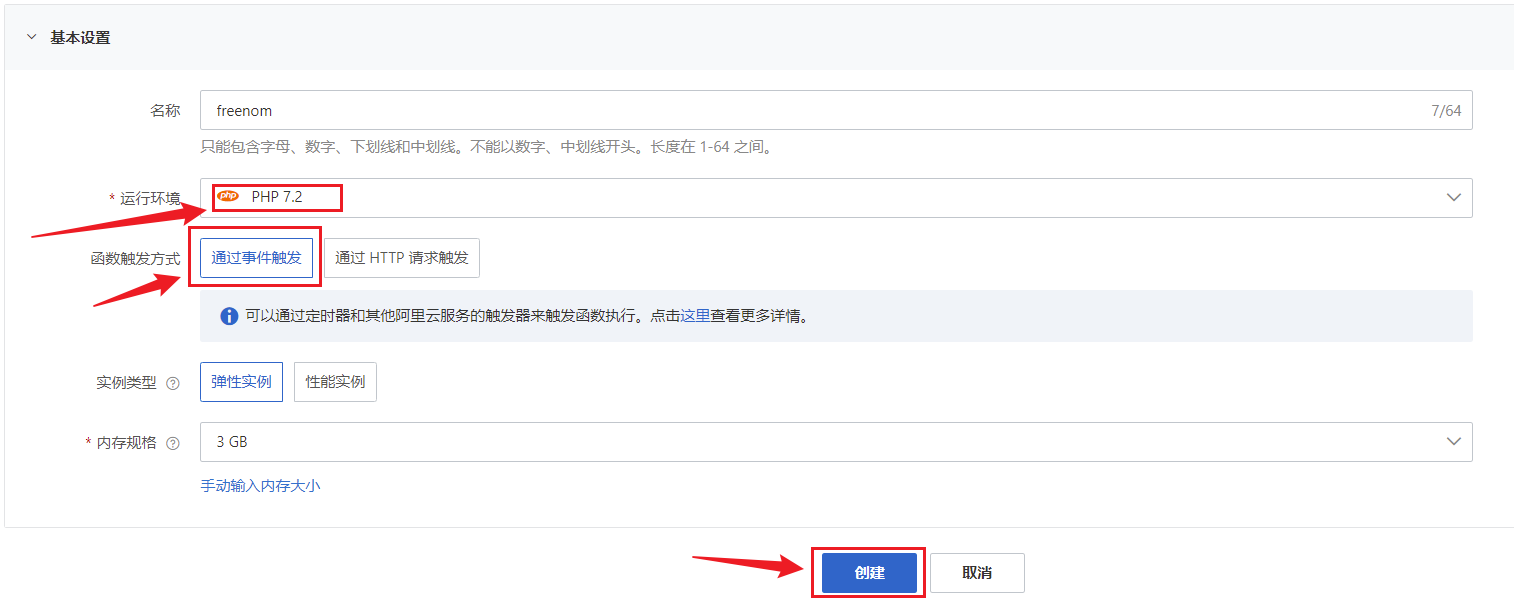 基本设置
名称
freenom
7/64
只能包含字母、数字、下划线和中划线。不能以数字、中划线开头。长度在 1-64 之间。
* 运行环境
php PHP 7.2
函数触发方式
通过事件触发 通过 HTTP 请求触发
可以通过定时器和其他阿里云服务的触发器来触发函数执行。点击这里查看更多详情。
实例类型 ?
弹性实例 性能实例
* 内存规格 ?
3 GB
手动输入内存大小
创建 取消